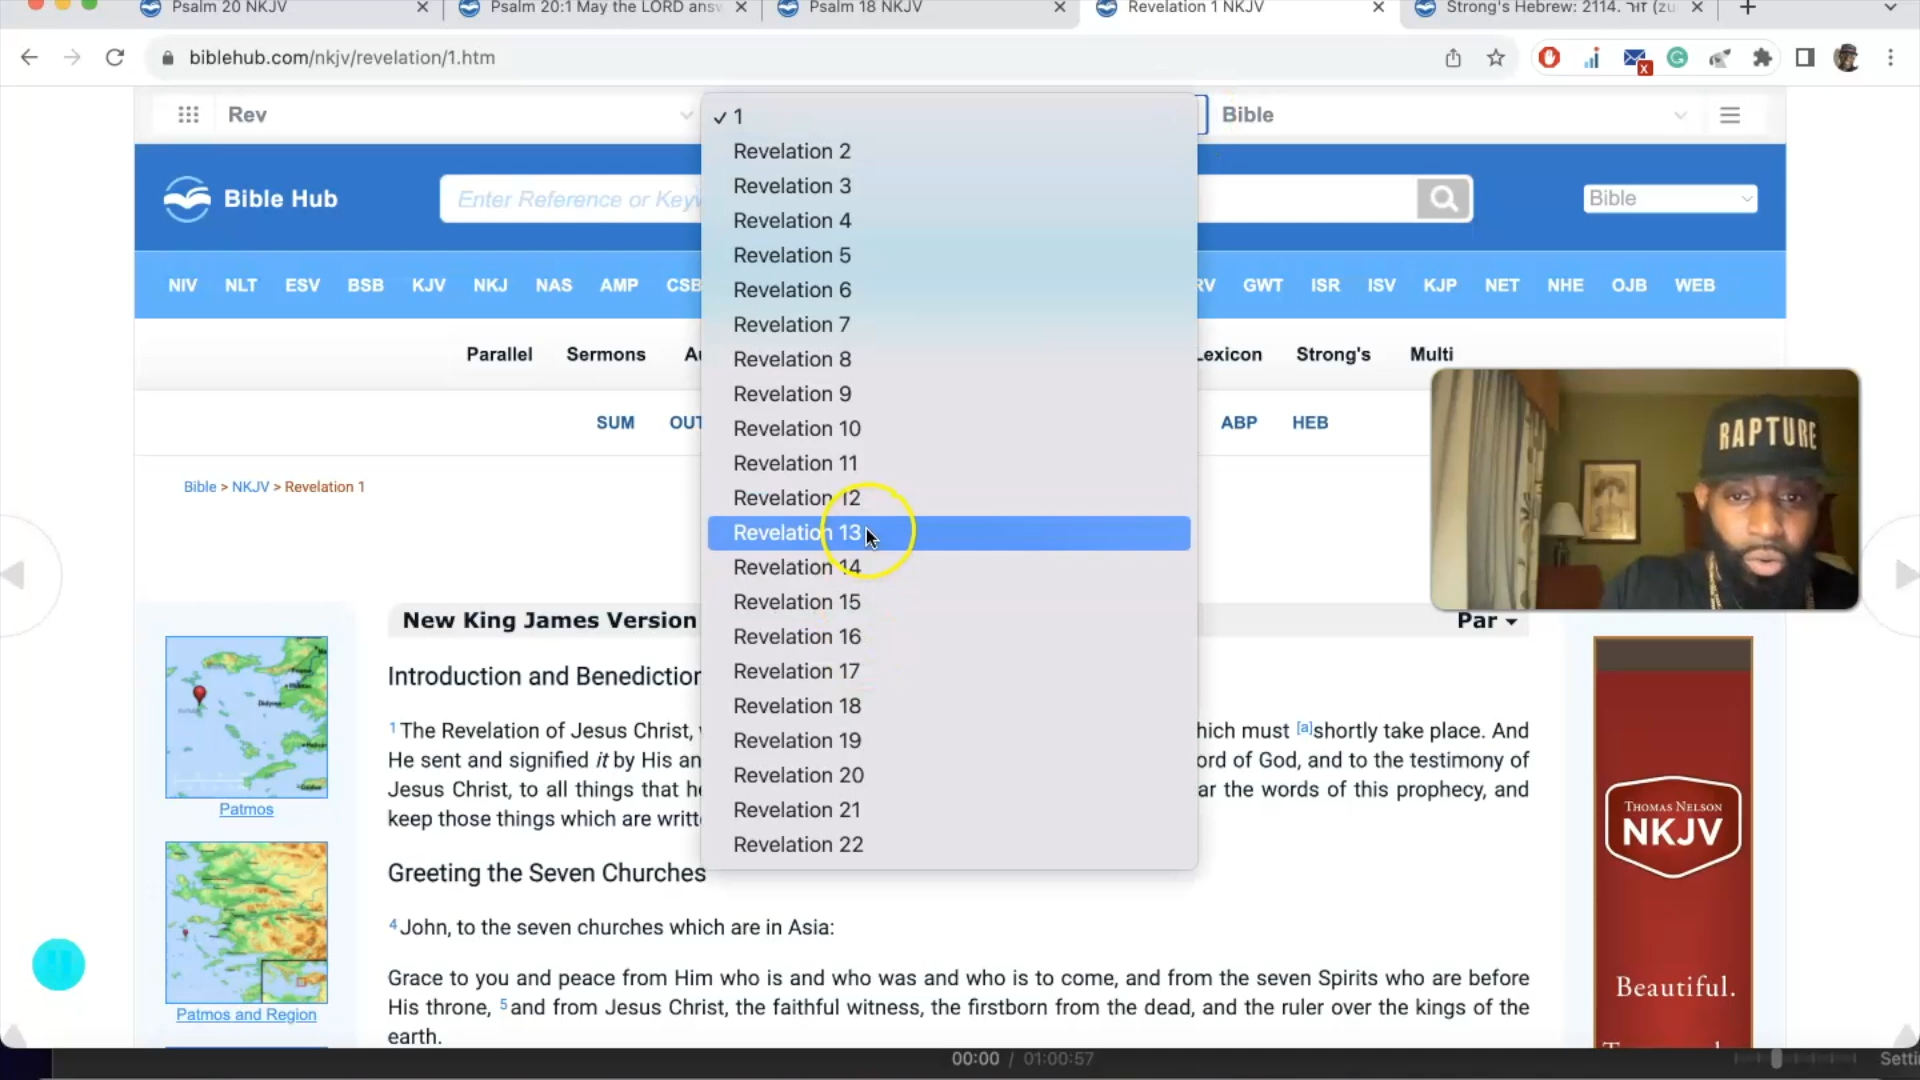 Psalm 20 NKJV
Psalm 20:1 May the LORD answ
Psalm 18 NKJV
Revelation 1 NKJV
Strong's Hebrew: 2114. זור (zu
biblehub.com/nkjv/revelation/1.htm
Rev
Bible
✓ 1
Revelation 2
Revelation 3
Revelation 4
Revelation 5
Revelation 6
Revelation 7
Revelation 8
Revelation 9
Revelation 10
Revelation 11
Revelation 12
Revelation 13
Revelation 14
Revelation 15
Revelation 16
Revelation 17
Revelation 18
Revelation 19
Revelation 20
Revelation 21
Revelation 22
Bible Hub
Enter Reference or Keyw
Bible
NIV NLT ESV BSB KJV NKJ NAS AMP CSB RV GWT ISR ISV KJP NET NHE OJB WEB
Parallel Sermons Lexicon Strong's Multi
SUM OUT ABP HEB
RAPTURE
Bible > NKJV > Revelation 1
New King James Version
Par
Introduction and Benediction
1 The Revelation of Jesus Christ, hich must [a]shortly take place. And
He sent and signified it by His an ord of God, and to the testimony of
Jesus Christ, to all things that he ar the words of this prophecy, and
keep those things which are writt
Greeting the Seven Churches
4 John, to the seven churches which are in Asia:
Grace to you and peace from Him who is and who was and who is to come, and from the seven Spirits who are before
His throne, 5 and from Jesus Christ, the faithful witness, the firstborn from the dead, and the ruler over the kings of the
earth.
Patmos
Patmos and Region
THOMAS NELSON
NKJV
Beautiful.
00:00 / 01:00:57
Setti